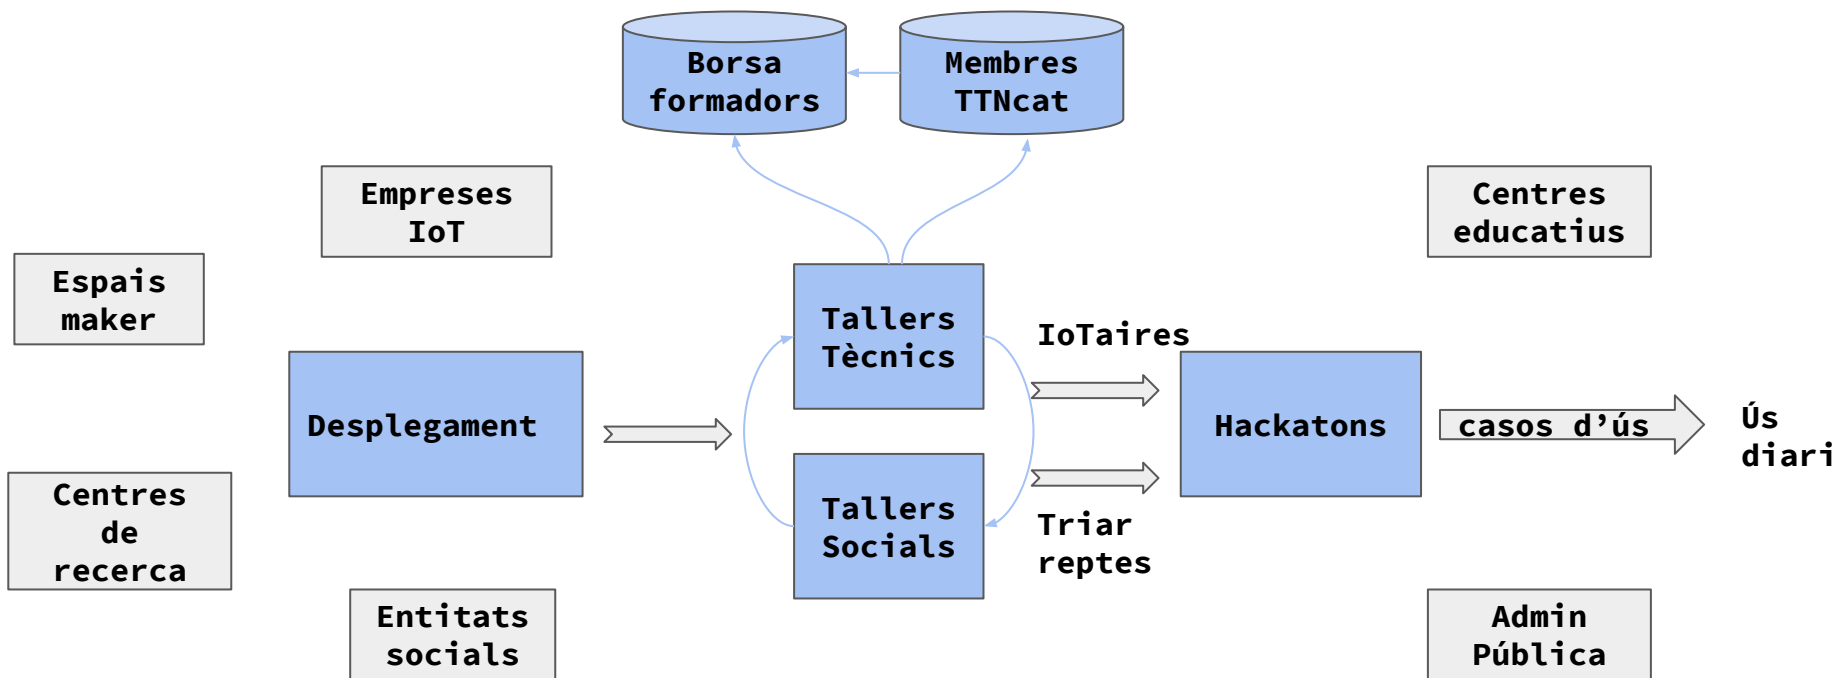 Borsa
formadors
Membres
TTNcat
Empreses
IoT
Centres
educatius
Espais
maker
Tallers
Tècnics
IoTaires
Desplegament
Hackatons
casos d’ús
Ús
diari
Centres
de
recerca
Tallers
Socials
Triar
reptes
Entitats
socials
Admin
Pública